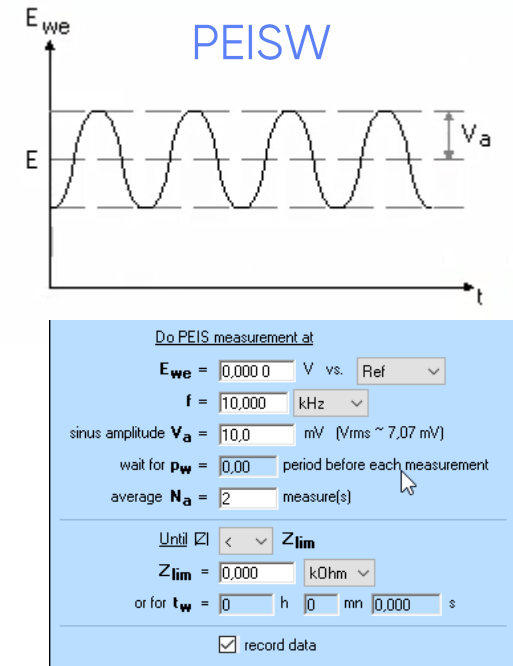 E we
PEISW
E
Va
t
Do PEIS measurement at
Ewe = 0,000 0 V vs. Ref
f = 10,000 kHz
sinus amplitude Va = 10,0 mV (Vrms ~ 7,07 mV)
wait for pw = 0,00 period before each measurement
average Na = 2 measure(s)
Until |Z| < Zlim
Zlim = 0,000 kOhm
or for tw = 0 h 0 mn 0,000 s
record data